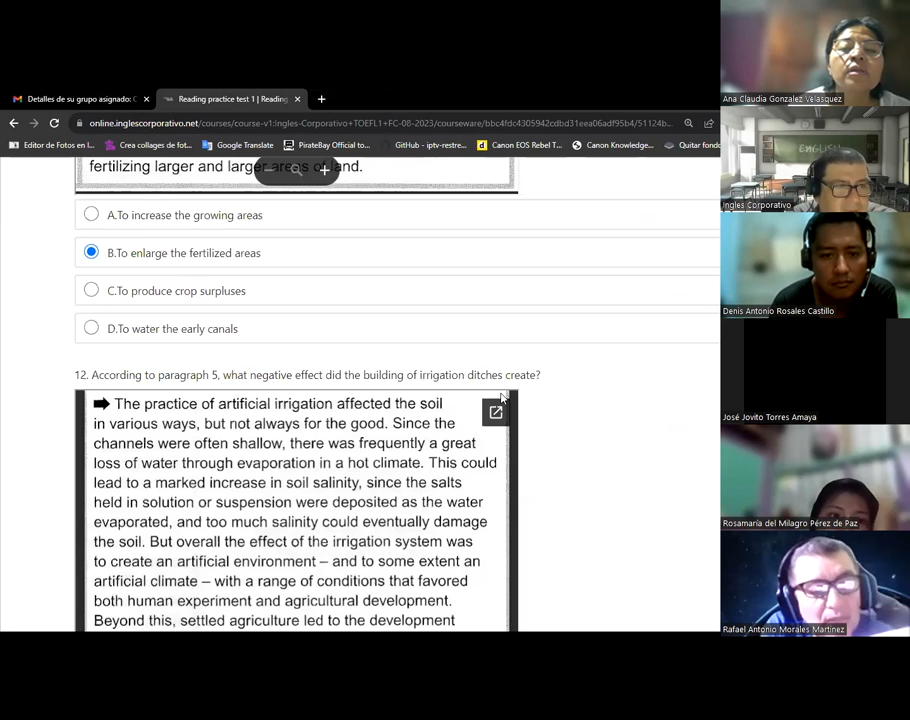 Detalles de su grupo asignado: C
Reading practice test 1 | Reading
online.inglescorporativo.net/courses/course-v1:Ingles-Corporativo+TOEFL1+FC-08-2023/courseware/bbc4fdc4305942cdbd31eea06adf95b4/51124b...
Editor de Fotos en l...
Crea collages de fot...
Google Translate
PirateBay Official to...
GitHub - iptv-restre...
Canon EOS Rebel T...
Canon Knowledge...
Quitar fondo
fertilizing larger and larger areas of land.
A.To increase the growing areas
B.To enlarge the fertilized areas
C.To produce crop surpluses
D.To water the early canals
12. According to paragraph 5, what negative effect did the building of irrigation ditches create?
The practice of artificial irrigation affected the soil
in various ways, but not always for the good. Since the
channels were often shallow, there was frequently a great
loss of water through evaporation in a hot climate. This could
lead to a marked increase in soil salinity, since the salts
held in solution or suspension were deposited as the water
evaporated, and too much salinity could eventually damage
the soil. But overall the effect of the irrigation system was
to create an artificial environment – and to some extent an
artificial climate – with a range of conditions that favored
both human experiment and agricultural development.
Beyond this, settled agriculture led to the development
Ana Claudia Gonzalez Velasquez
ENGLISH
Ingles Corporativo
Denis Antonio Rosales Castillo
José Jovito Torres Amaya
Rosamaría del Milagro Pérez de Paz
Rafael Antonio Morales Martinez